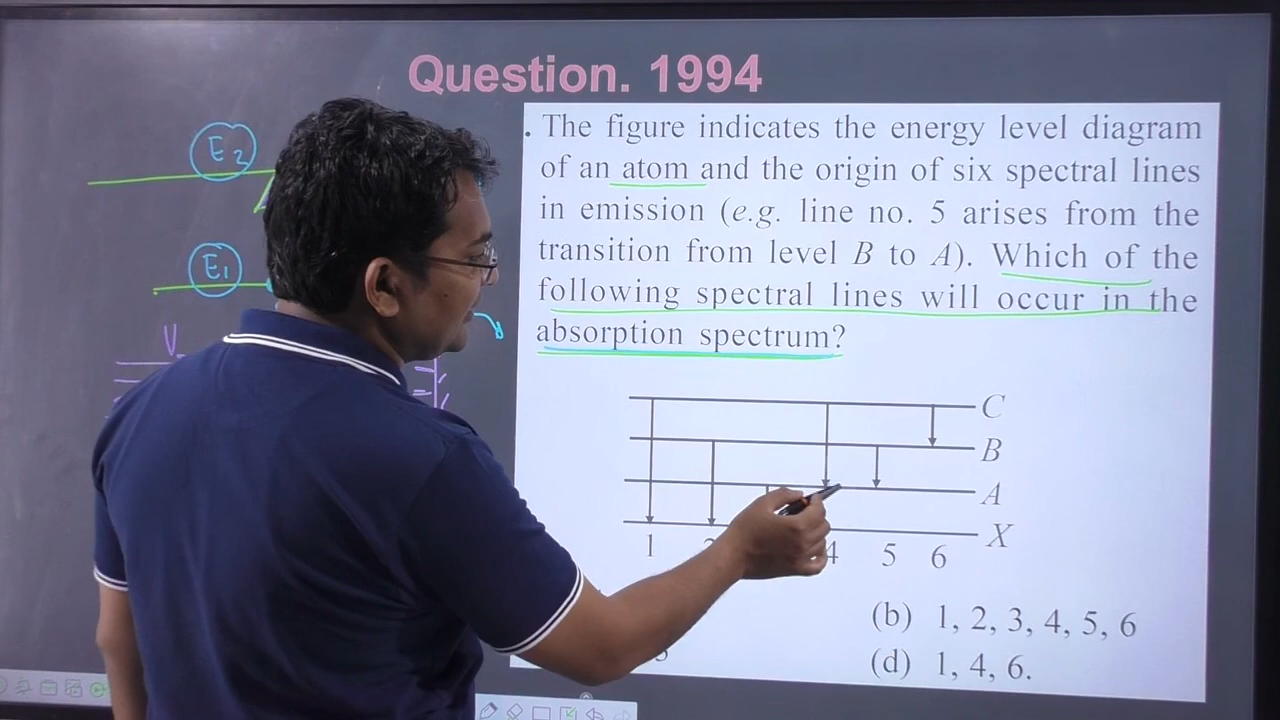 Question. 1994
E2
. The figure indicates the energy level diagram
of an atom and the origin of six spectral lines
in emission (e.g. line no. 5 arises from the
transition from level B to A). Which of the
following spectral lines will occur in the
absorption spectrum?
E1
V
C
B
A
X
1 4 5 6
(b) 1, 2, 3, 4, 5, 6
(d) 1, 4, 6.